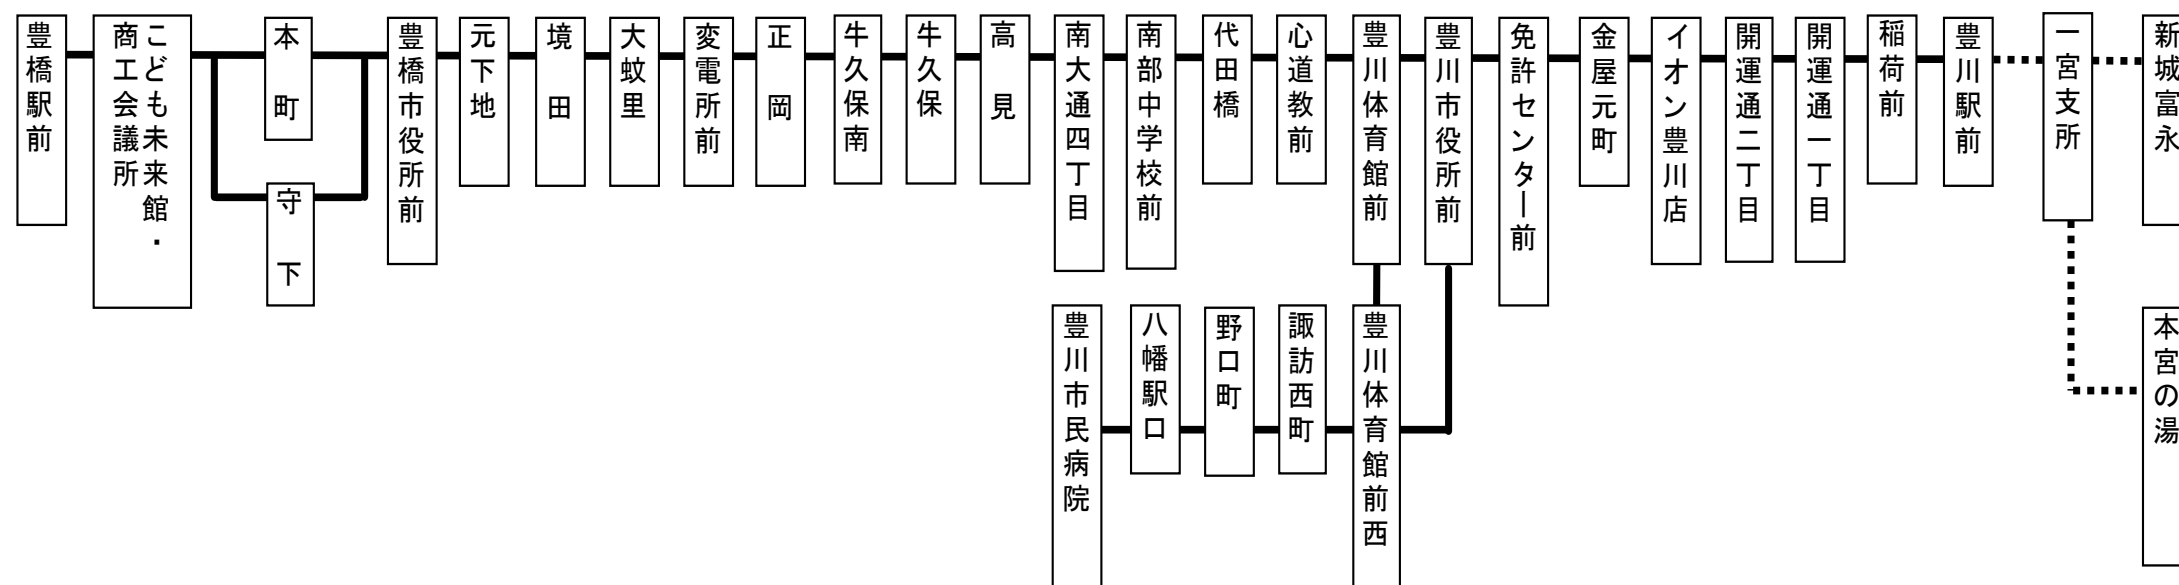 豊橋駅前
こども未来館・
商工会議所
本町
守下
豊橋市役所前
元下地
境田
大蚊里
変電所前
正岡
牛久保南
牛久保
高見
南大通四丁目
南部中学校前
代田橋
心道教前
豊川体育館前
豊川市役所前
免許センター前
金屋元町
イオン豊川店
開運通二丁目
開運通一丁目
稲荷前
豊川駅前
一宮支所
新城富永
豊川市民病院
八幡駅口
野口町
諏訪西町
豊川体育館前西
本宮の湯